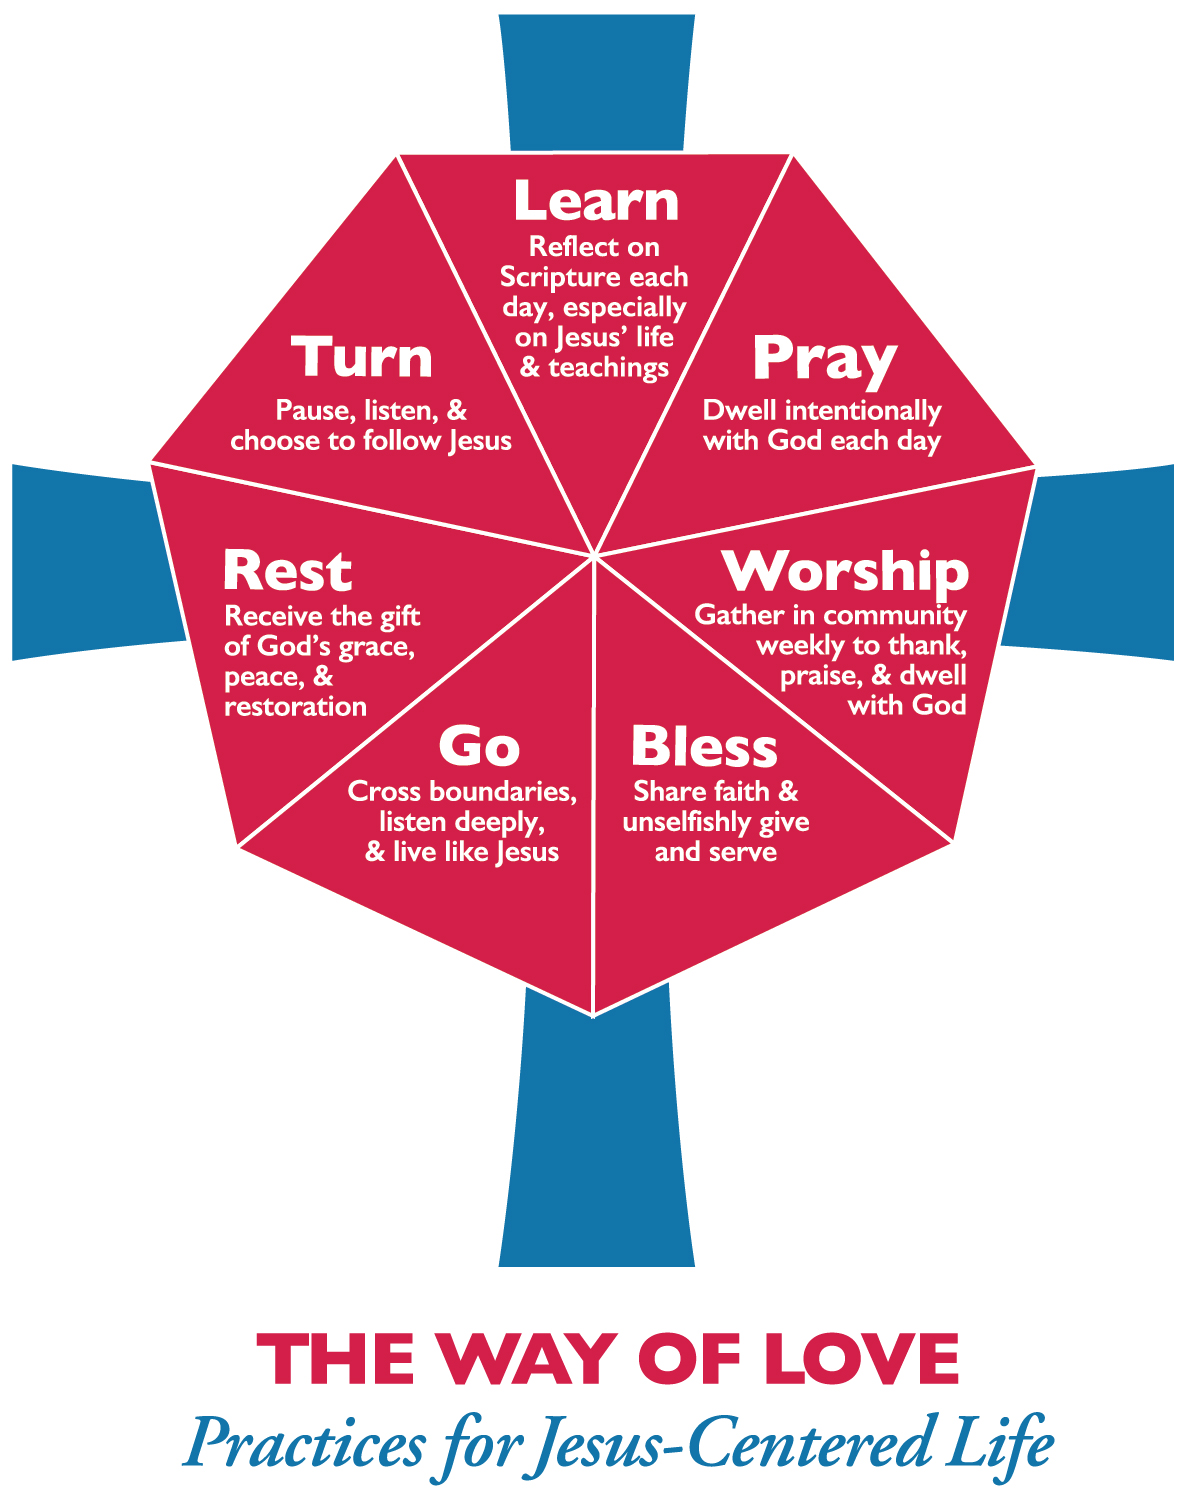 Learn
Reflect on
Scripture each
day, especially
on Jesus’ life
& teachings
Turn
Pause, listen, &
choose to follow Jesus
Pray
Dwell intentionally
with God each day
Rest
Receive the gift
of God’s grace,
peace, &
restoration
Worship
Gather in community
weekly to thank,
praise, & dwell
with God
Go
Cross boundaries,
listen deeply,
& live like Jesus
Bless
Share faith &
unselfishly give
and serve
THE WAY OF LOVE
Practices for Jesus-Centered Life